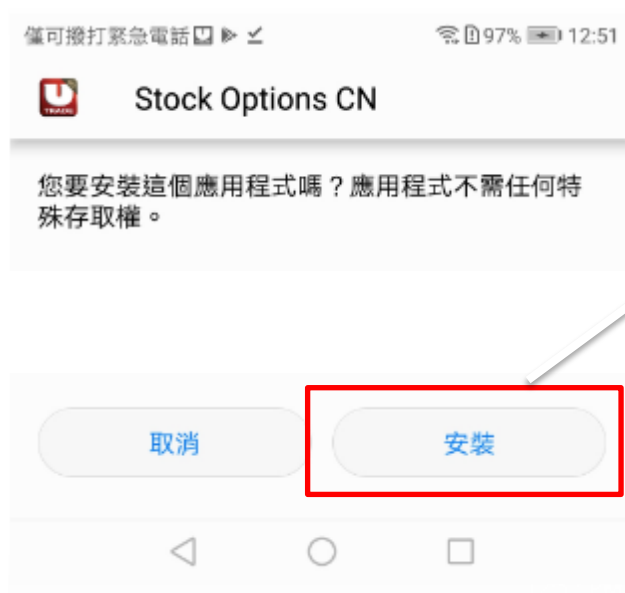 僅可撥打緊急電話 97% 12:51
U TRADE Stock Options CN
您要安裝這個應用程式嗎？應用程式不需任何特
殊存取權。
取消 安裝